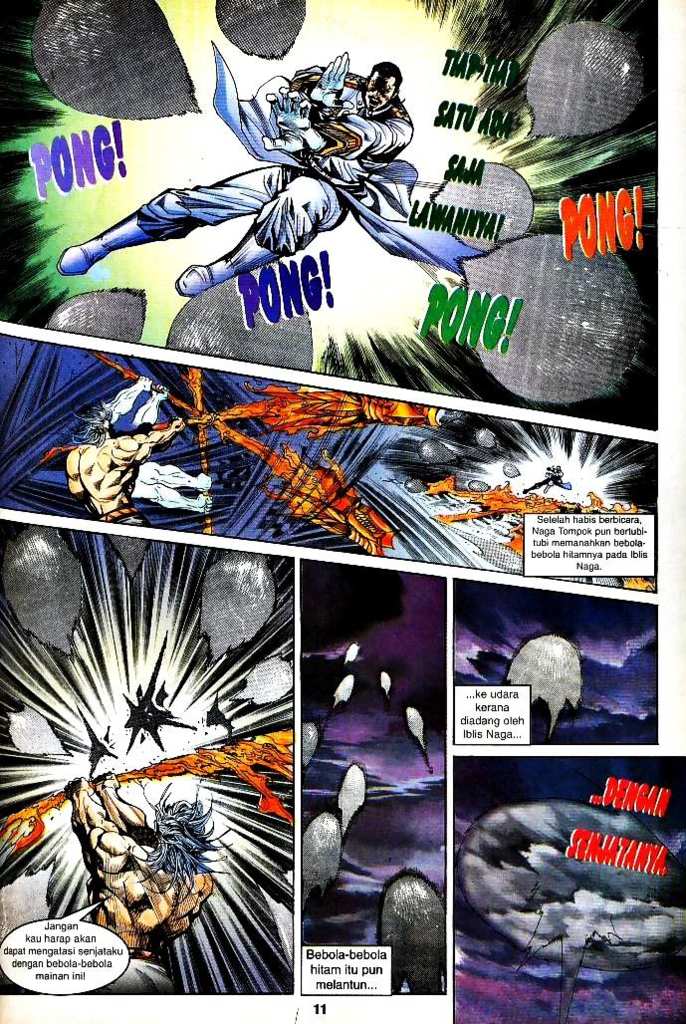 TIAP-TIAP
SATU ADA
SAJA
LAWANNYA!
PONG!
PONG!
PONG!
PONG!
Setelah habis berbicara,
Naga Tompok pun bertubi-
tubi memanahkan bebola-
bebola hitamnya pada Iblis
Naga.
Jangan
kau harap akan
dapat mengatasi senjataku
dengan bebola-bebola
mainan ini!
Bebola-bebola
hitam itu pun
melantun...
...ke udara
kerana
diadang oleh
Iblis Naga...
...DENGAN
SENJATANYA.
11